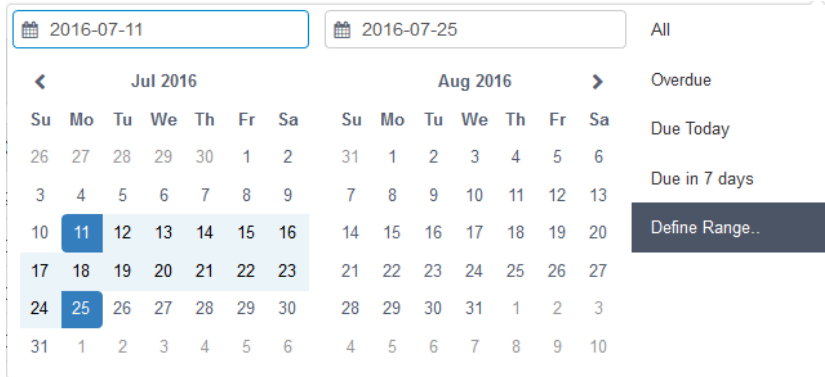 2016-07-11 2016-07-25 All
Jul 2016 Aug 2016 Overdue
Su Mo Tu We Th Fr Sa Su Mo Tu We Th Fr Sa
Due Today
26 27 28 29 30 1 2 31 1 2 3 4 5 6
Due in 7 days
3 4 5 6 7 8 9 7 8 9 10 11 12 13
10 11 12 13 14 15 16 14 15 16 17 18 19 20 Define Range..
17 18 19 20 21 22 23 21 22 23 24 25 26 27
24 25 26 27 28 29 30 28 29 30 31 1 2 3
31 1 2 3 4 5 6 4 5 6 7 8 9 10